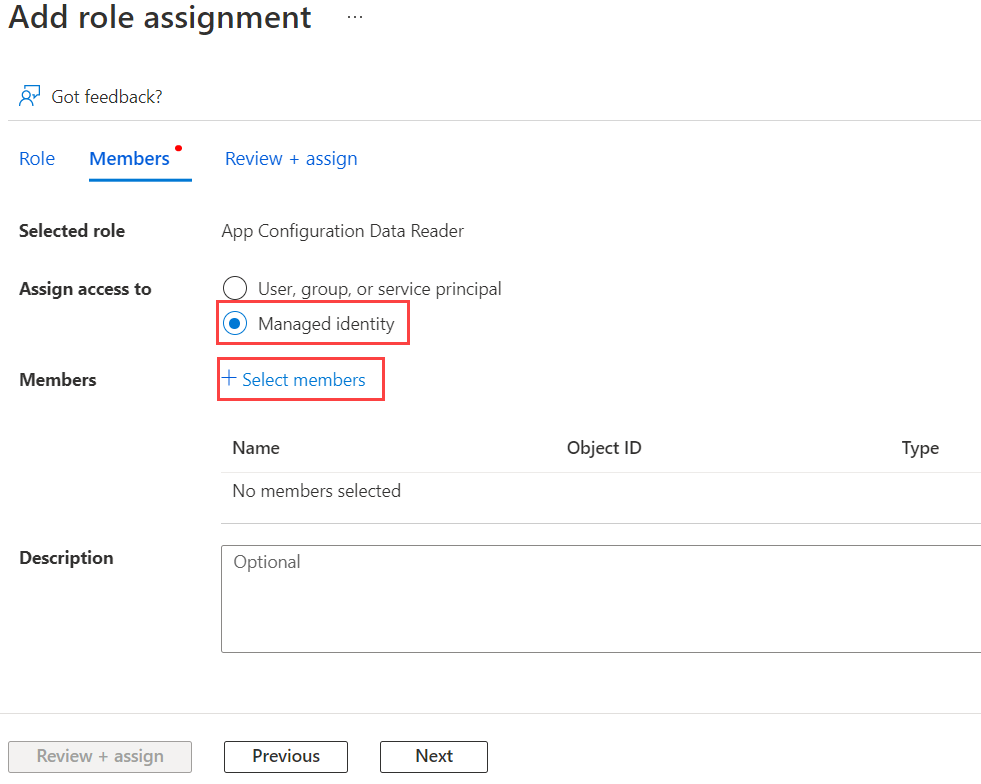 Add role assignment ...
Got feedback?
Role Members Review + assign
Selected role App Configuration Data Reader
Assign access to User, group, or service principal
Managed identity
Members + Select members
Name Object ID Type
No members selected
Description Optional
Review + assign Previous Next